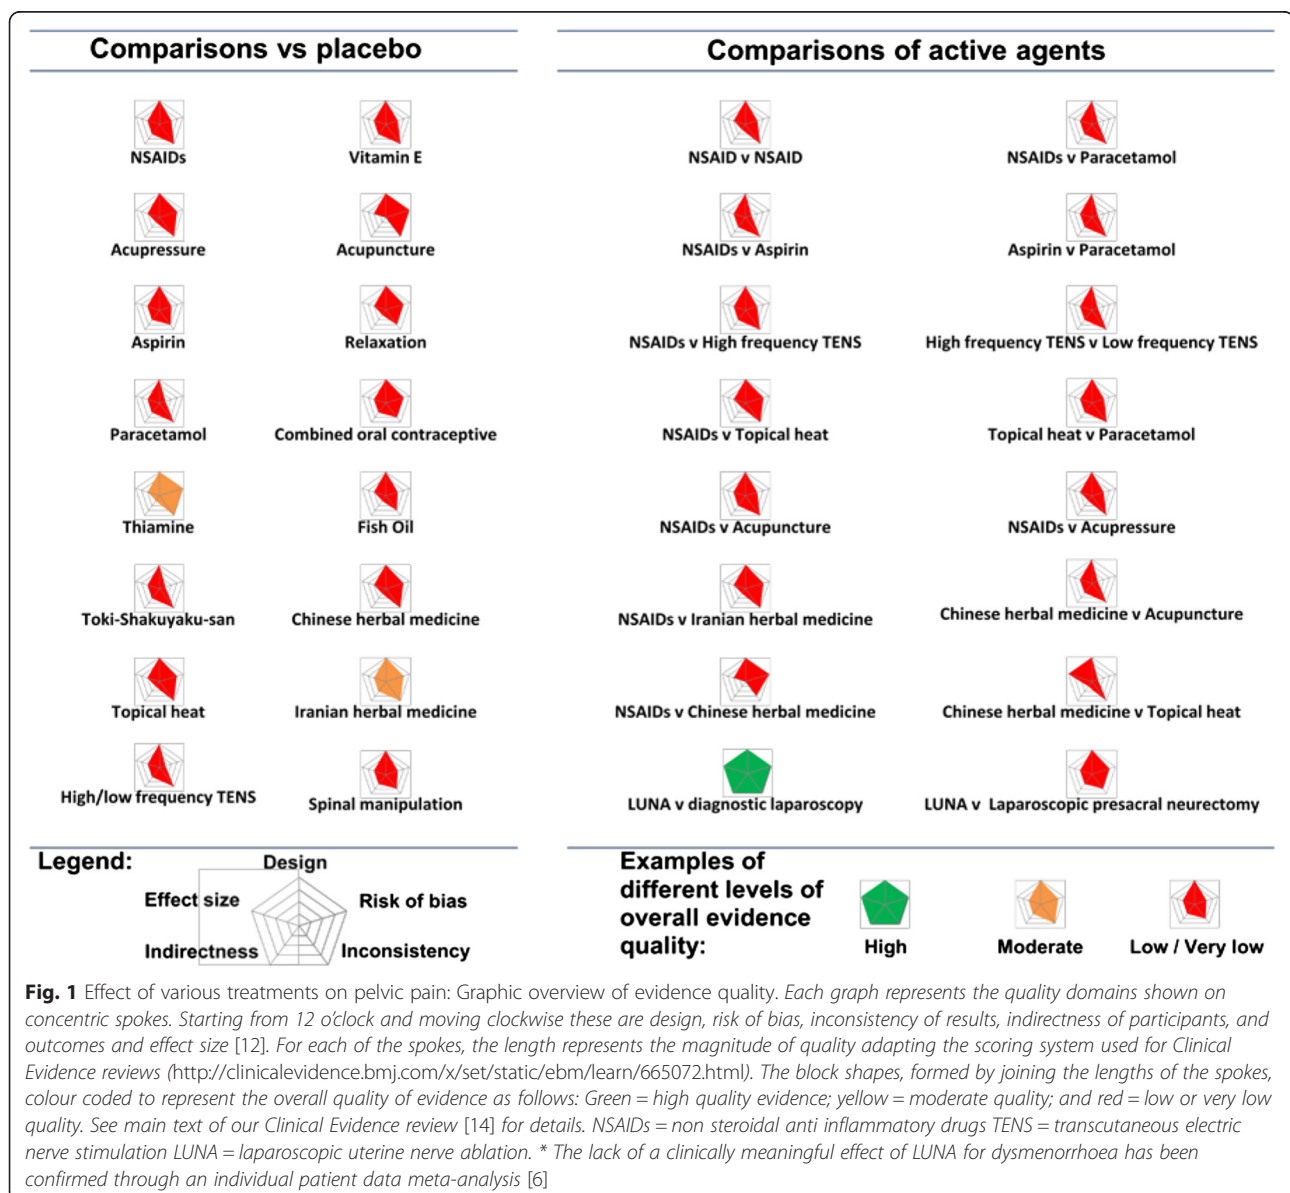 Comparisons vs placebo
Comparisons of active agents
NSAIDs
Vitamin E
NSAID v NSAID
NSAIDs v Paracetamol
Acupressure
Acupuncture
NSAIDs v Aspirin
Aspirin v Paracetamol
Aspirin
Relaxation
NSAIDs v High frequency TENS
High frequency TENS v Low frequency TENS
Paracetamol
Combined oral contraceptive
NSAIDs v Topical heat
Topical heat v Paracetamol
Thiamine
Fish Oil
NSAIDs v Acupuncture
NSAIDs v Acupressure
Toki-Shakuyaku-san
Chinese herbal medicine
NSAIDs v Iranian herbal medicine
Chinese herbal medicine v Acupuncture
Topical heat
Iranian herbal medicine
NSAIDs v Chinese herbal medicine
Chinese herbal medicine v Topical heat
High/low frequency TENS
Spinal manipulation
LUNA v diagnostic laparoscopy
LUNA v Laparoscopic presacral neurectomy
Legend:
Design
Effect size
Risk of bias
Indirectness
Inconsistency
Examples of
different levels of
overall evidence
quality:
High
Moderate
Low / Very low
Fig. 1 Effect of various treatments on pelvic pain: Graphic overview of evidence quality. Each graph represents the quality domains shown on
concentric spokes. Starting from 12 o'clock and moving clockwise these are design, risk of bias, inconsistency of results, indirectness of participants, and
outcomes and effect size [12]. For each of the spokes, the length represents the magnitude of quality adapting the scoring system used for Clinical
Evidence reviews (http://clinicalevidence.bmj.com/x/set/static/ebm/learn/665072.html). The block shapes, formed by joining the lengths of the spokes,
colour coded to represent the overall quality of evidence as follows: Green = high quality evidence; yellow = moderate quality; and red = low or very low
quality. See main text of our Clinical Evidence review [14] for details. NSAIDs = non steroidal anti inflammatory drugs TENS = transcutaneous electric
nerve stimulation LUNA = laparoscopic uterine nerve ablation. * The lack of a clinically meaningful effect of LUNA for dysmenorrhoea has been
confirmed through an individual patient data meta-analysis [6]